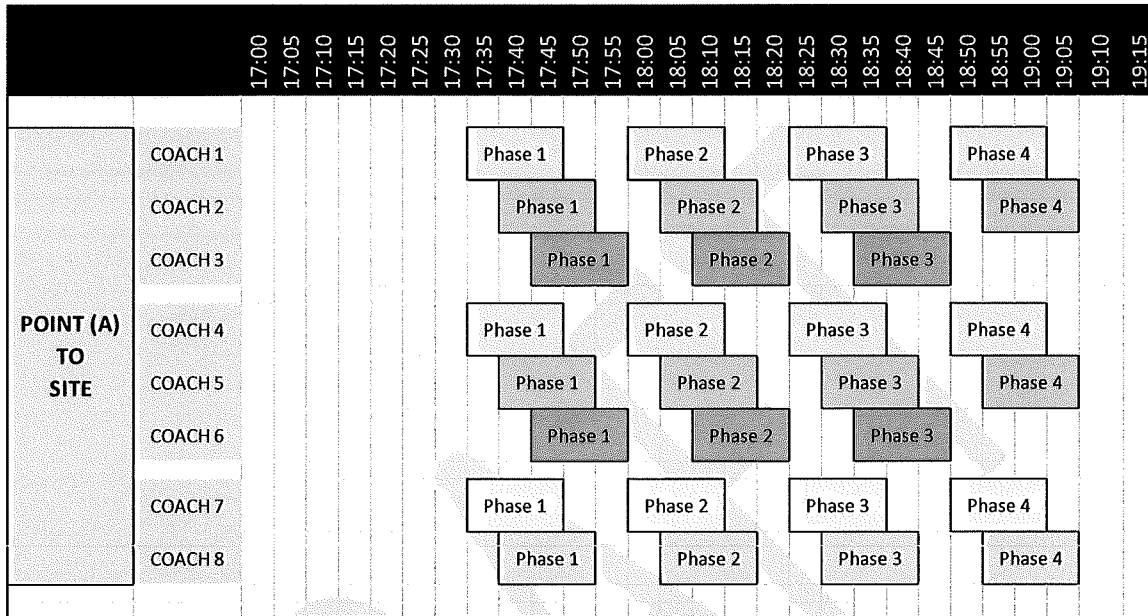 17:00 17:05 17:10 17:15 17:20 17:25 17:30 17:35 17:40 17:45 17:50 17:55 18:00 18:05 18:10 18:15 18:20 18:25 18:30 18:35 18:40 18:45 18:50 18:55 19:00 19:05 19:10 19:15
POINT (A)
TO
SITE
COACH 1 Phase 1 Phase 2 Phase 3 Phase 4
COACH 2 Phase 1 Phase 2 Phase 3 Phase 4
COACH 3 Phase 1 Phase 2 Phase 3
COACH 4 Phase 1 Phase 2 Phase 3 Phase 4
COACH 5 Phase 1 Phase 2 Phase 3 Phase 4
COACH 6 Phase 1 Phase 2 Phase 3
COACH 7 Phase 1 Phase 2 Phase 3 Phase 4
COACH 8 Phase 1 Phase 2 Phase 3 Phase 4